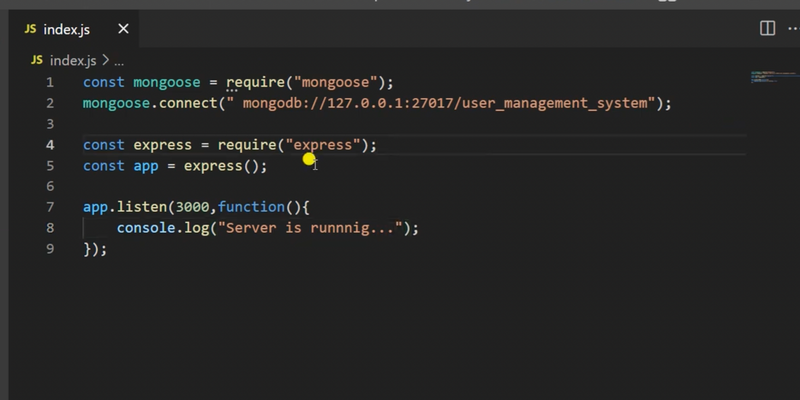 JS index.js ×
JS index.js > ...
1 const mongoose = require("mongoose");
2 mongoose.connect(" mongodb://127.0.0.1:27017/user_management_system");
3
4 const express = require("express");
5 const app = express();
6
7 app.listen(3000,function(){
8 console.log("Server is runnnig...");
9 });